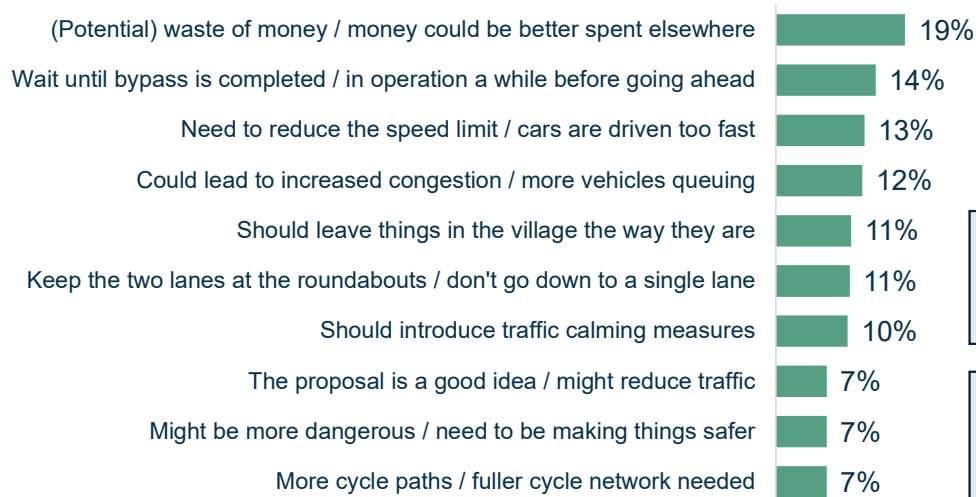 (Potential) waste of money / money could be better spent elsewhere 19%
Wait until bypass is completed / in operation a while before going ahead 14%
Need to reduce the speed limit / cars are driven too fast 13%
Could lead to increased congestion / more vehicles queuing 12%
Should leave things in the village the way they are 11%
Keep the two lanes at the roundabouts / don't go down to a single lane 11%
Should introduce traffic calming measures 10%
The proposal is a good idea / might reduce traffic 7%
Might be more dangerous / need to be making things safer 7%
More cycle paths / fuller cycle network needed 7%